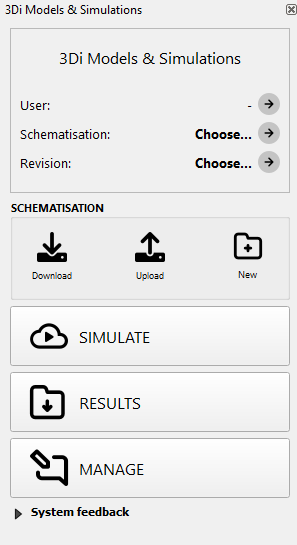 3Di Models & Simulations
3Di Models & Simulations
User: -
Schematisation: Choose...
Revision: Choose...
SCHEMATISATION
Download Upload New
SIMULATE
RESULTS
MANAGE
System feedback